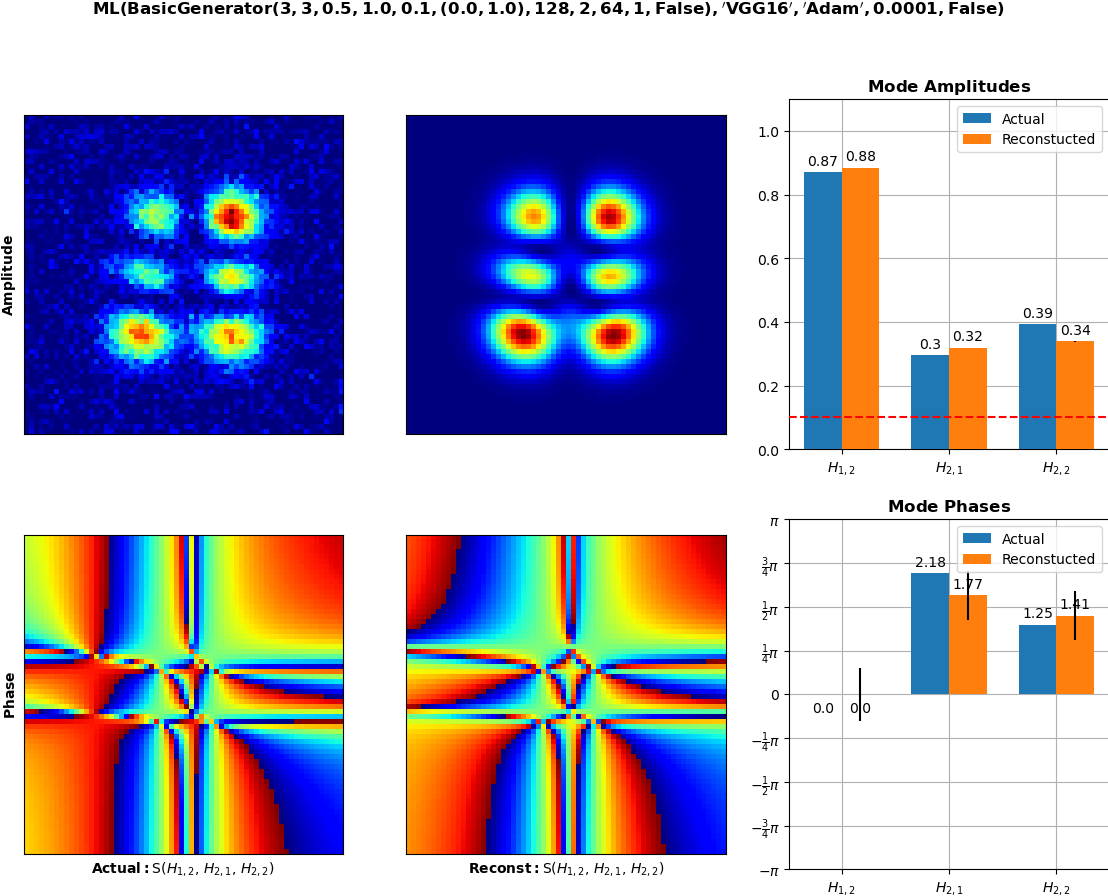 ML(BasicGenerator(3, 3, 0.5, 1.0, 0.1, (0.0, 1.0), 128, 2, 64, 1, False), ′VGG16′, ′Adam′, 0.0001, False)
Amplitude
Mode Amplitudes
Actual
Reconstucted
1.0
0.8
0.6
0.4
0.2
0.0
0.87
0.88
0.3
0.32
0.39
0.34
H1, 2
H2, 1
H2, 2
Phase
Actual: S(H1, 2, H2, 1, H2, 2)
Reconst: S(H1, 2, H2, 1, H2, 2)
Mode Phases
Actual
Reconstucted
π
3/4π
1/2π
1/4π
0
−1/4π
−1/2π
−3/4π
−π
0.0
0.0
2.18
1.77
1.25
1.41
H1, 2
H2, 1
H2, 2